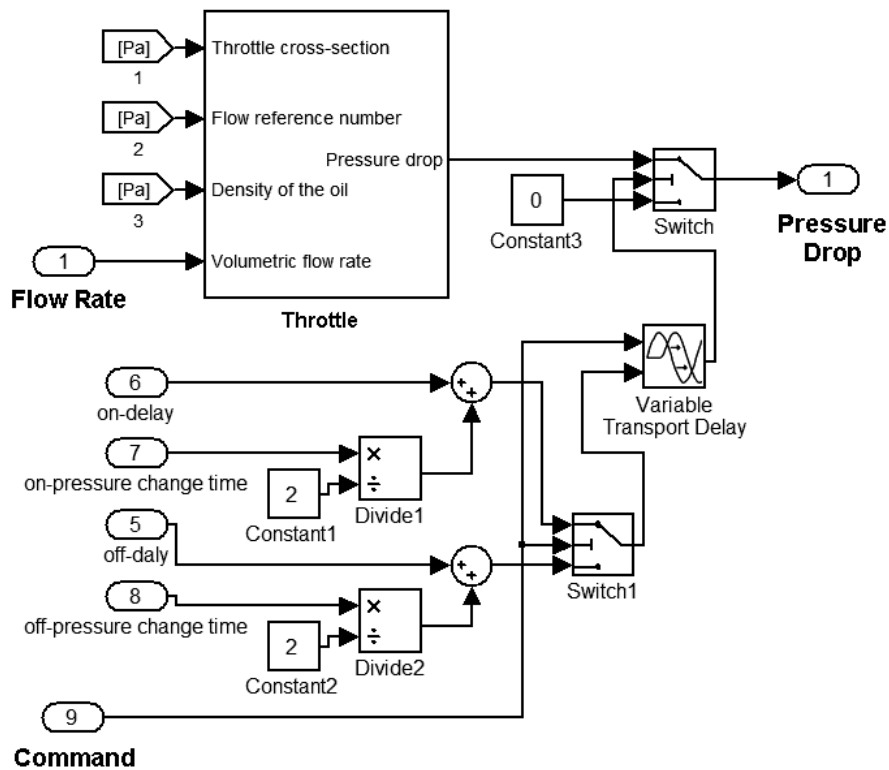 [Pa]
Throttle cross-section
1
[Pa]
Flow reference number
2
Pressure drop
[Pa]
Density of the oil
3
1
Volumetric flow rate
Flow Rate
Throttle
0
Constant3
Switch
1
Pressure
Drop
6
on-delay
+
+
7
on-pressure change time
2
Constant1
×
÷
Divide1
Variable
Transport Delay
5
off-daly
+
+
Switch1
8
off-pressure change time
2
Constant2
×
÷
Divide2
9
Command